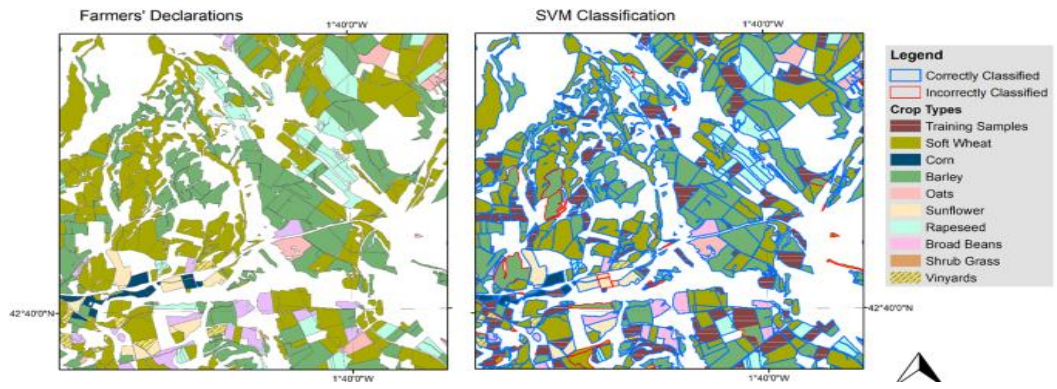 Farmers' Declarations
1°40'0"W
SVM Classification
1°40'0"W
Legend
Correctly Classified
Incorrectly Classified
Crop Types
Training Samples
Soft Wheat
Corn
Barley
Oats
Sunflower
Rapeseed
Broad Beans
Shrub Grass
Vinyards
42°40'0"N
42°40'0"N
1°40'0"W
1°40'0"W